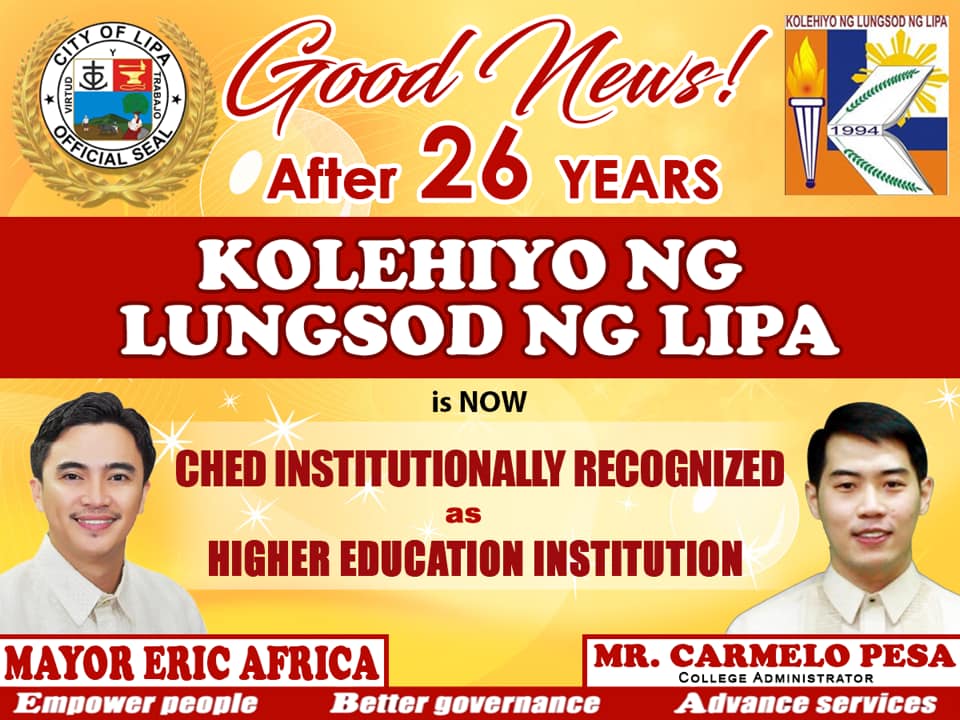 CITY OF LIPA
VIRTUD Y TRABAJO
OFFICIAL SEAL
Good News!
KOLEHIYO NG LUNGSOD NG LIPA
1994
After 26 YEARS
KOLEHIYO NG
LUNGSOD NG LIPA
is NOW
CHED INSTITUTIONALLY RECOGNIZED
as
HIGHER EDUCATION INSTITUTION
MAYOR ERIC AFRICA
MR. CARMELO PESA
COLLEGE ADMINISTRATOR
Empower people Better governance Advance services